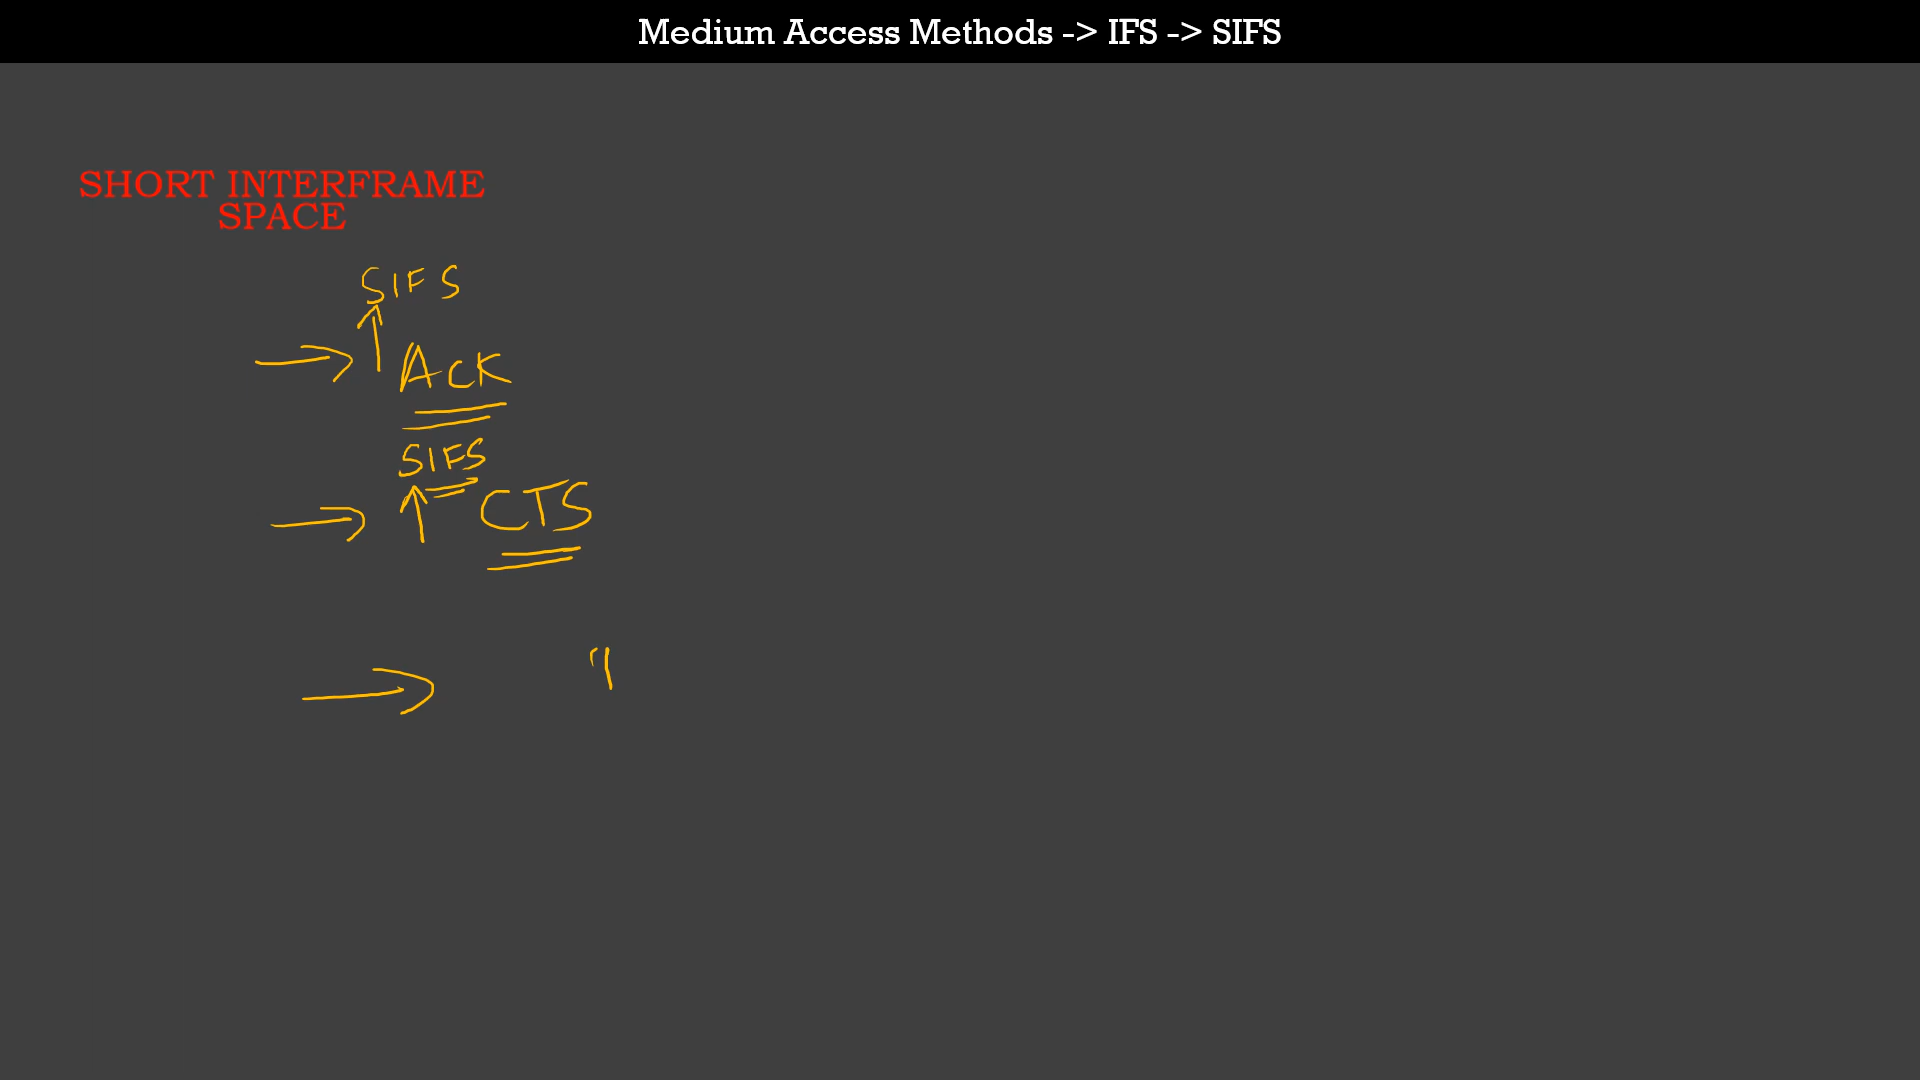 Medium Access Methods -> IFS -> SIFS
SHORT INTERFRAME
SPACE
SIFS
ACK
SIFS
CTS